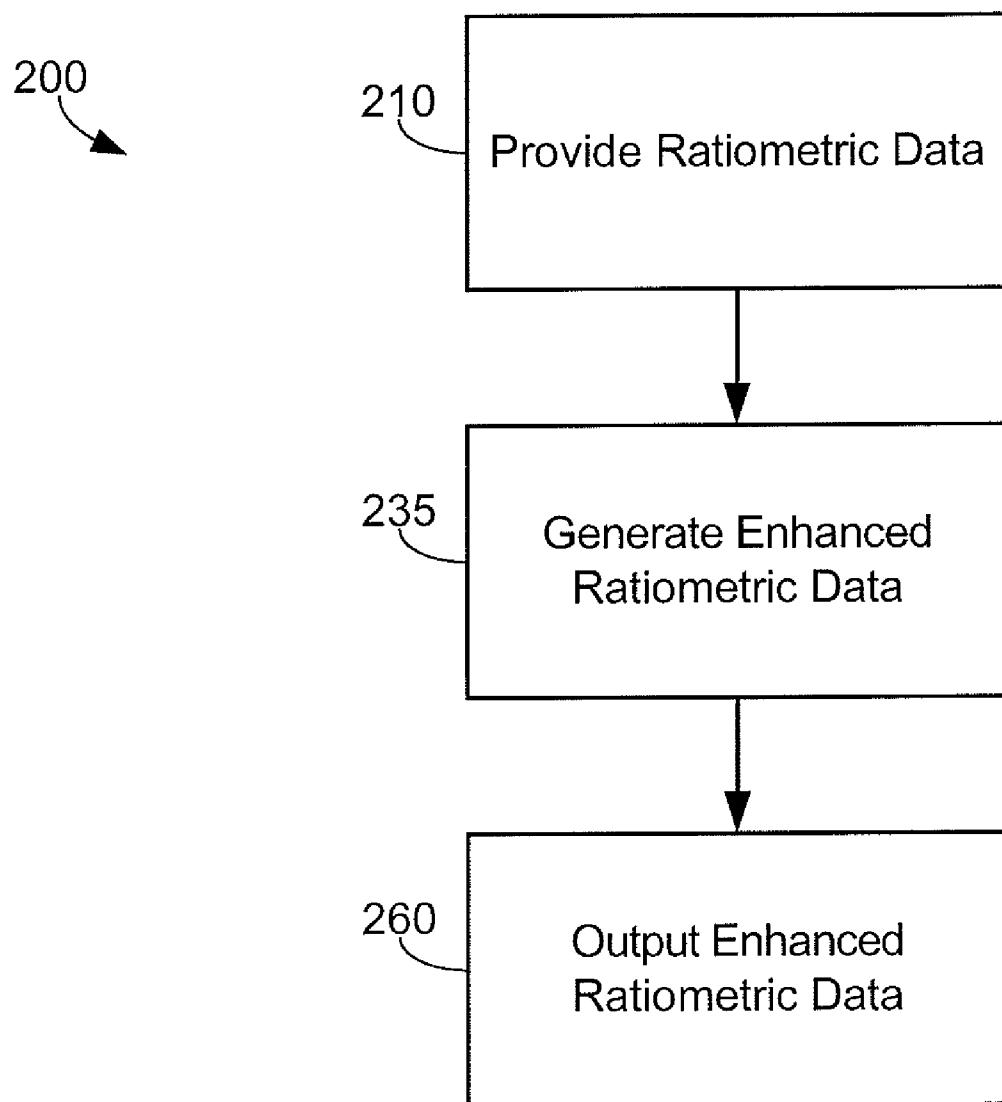 200
210
Provide Ratiometric Data
235
Generate Enhanced
Ratiometric Data
260
Output Enhanced
Ratiometric Data